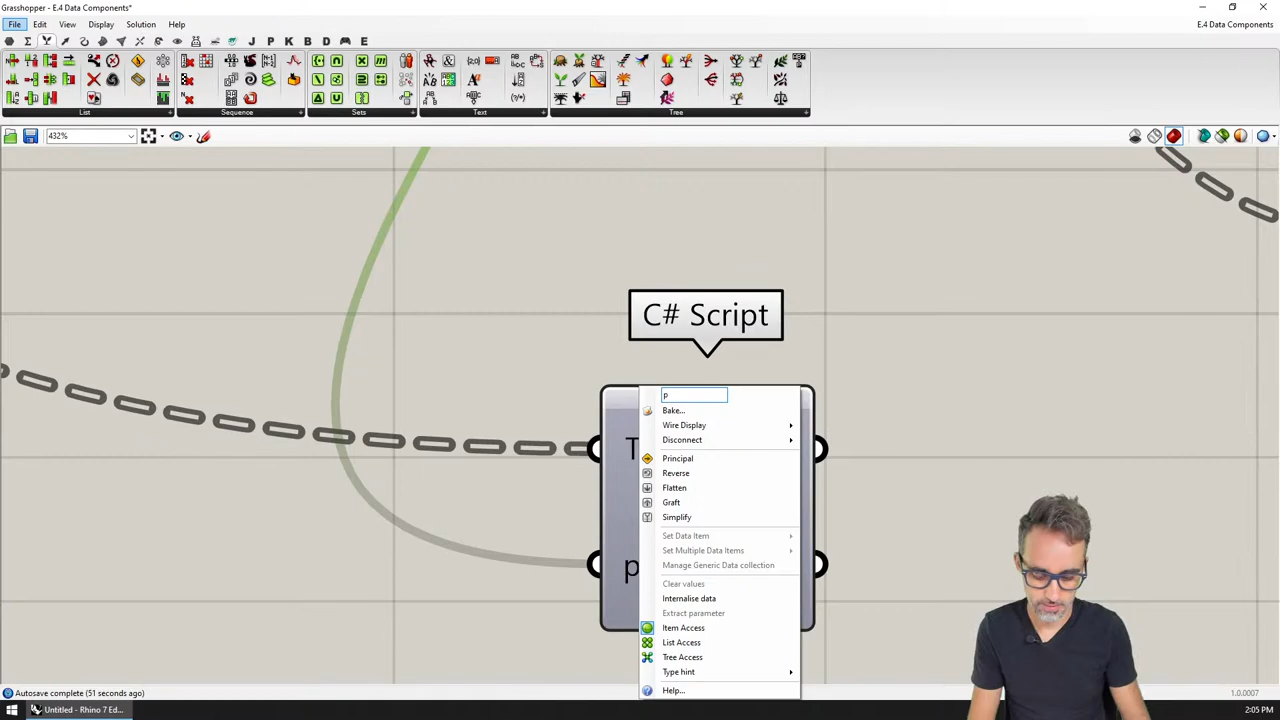 Grasshopper - E.4 Data Components*
File Edit View Display Solution Help
E.4 Data Components*
J P K B D E
List Sequence Sets Text Tree
432%
C# Script
T
p
p
Bake...
Wire Display
Disconnect
Principal
Reverse
Flatten
Graft
Simplify
Set Data Item
Set Multiple Data Items
Manage Generic Data collection
Clear values
Internalise data
Extract parameter
Item Access
List Access
Tree Access
Type hint
Help...
Autosave complete (51 seconds ago)
1.0.0007
Untitled - Rhino 7 Ed...
2:05 PM